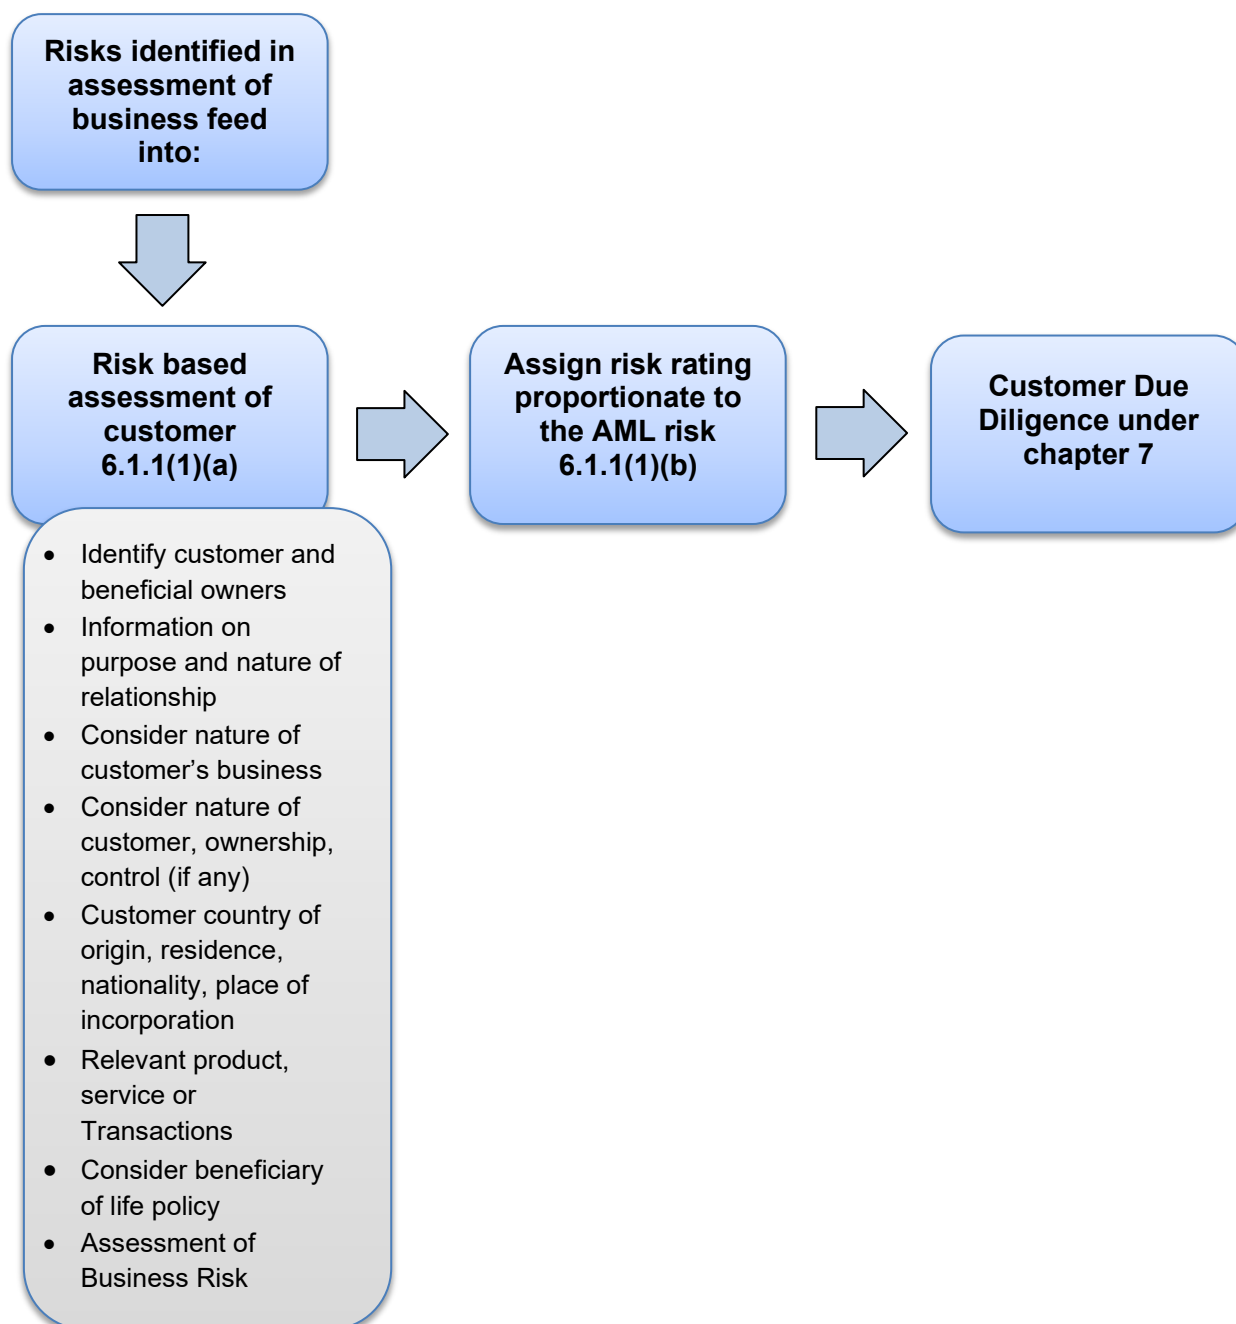 Risks identified in
assessment of
business feed
into:
Risk based
assessment of
customer
6.1.1(1)(a)
Assign risk rating
proportionate to
the AML risk
6.1.1(1)(b)
Customer Due
Diligence under
chapter 7
• Identify customer and
beneficial owners
• Information on
purpose and nature of
relationship
• Consider nature of
customer’s business
• Consider nature of
customer, ownership,
control (if any)
• Customer country of
origin, residence,
nationality, place of
incorporation
• Relevant product,
service or
Transactions
• Consider beneficiary
of life policy
• Assessment of
Business Risk